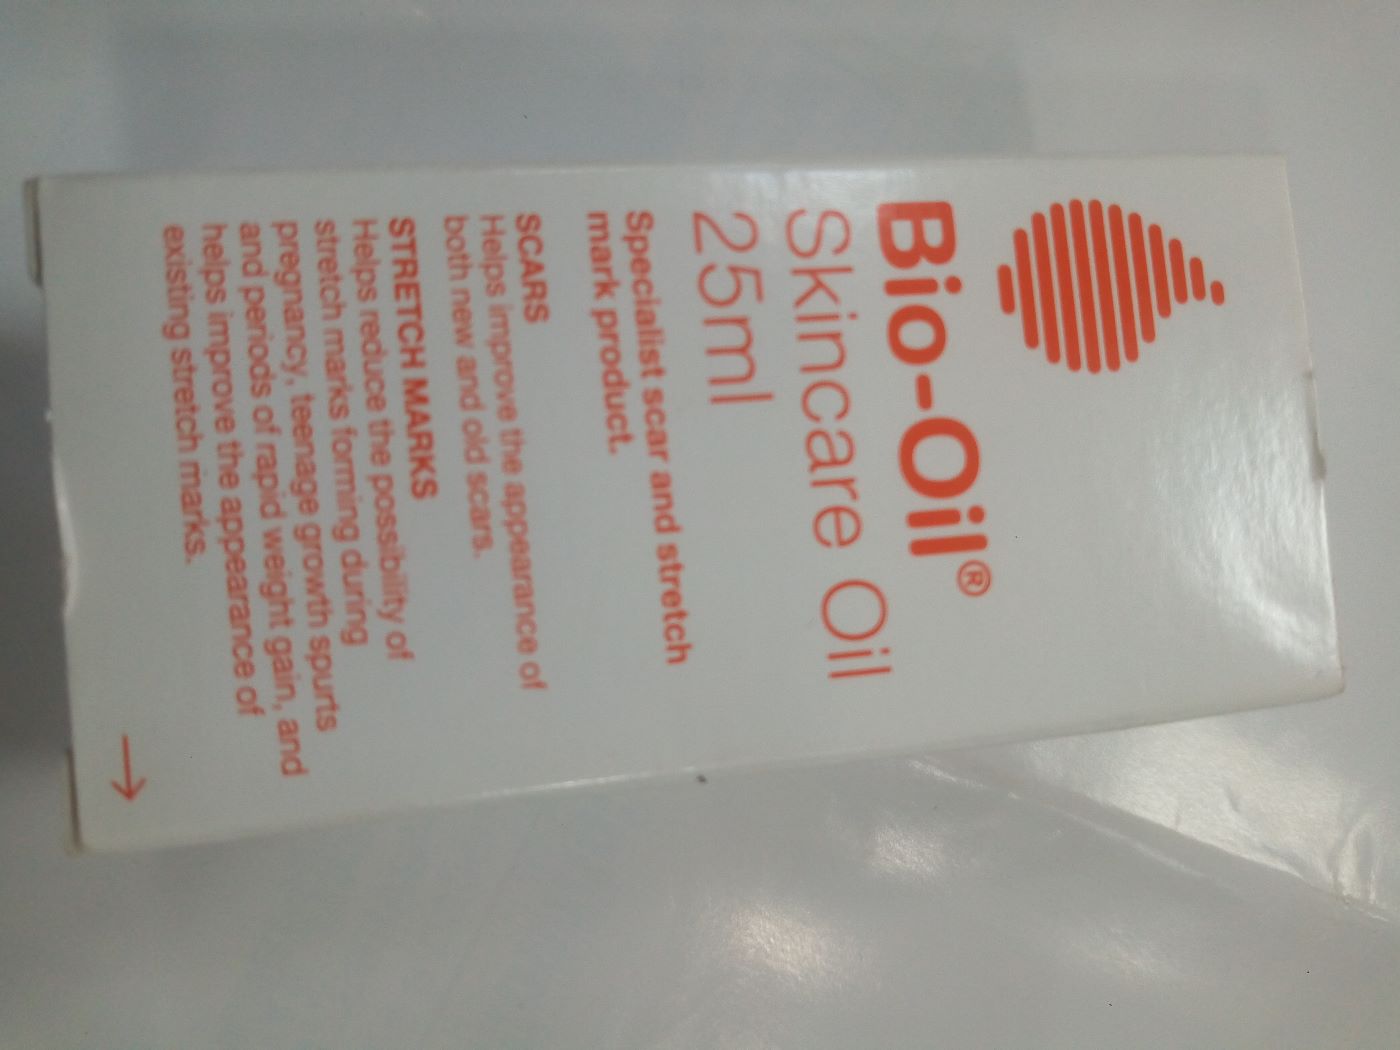 Bio-Oil®
Skincare Oil
25ml
Specialist scar and stretch
mark product.
SCARS
Helps improve the appearance of
both new and old scars.
STRETCH MARKS
Helps reduce the possibility of
stretch marks forming during
pregnancy, teenage growth spurts
and periods of rapid weight gain, and
helps improve the appearance of
existing stretch marks.